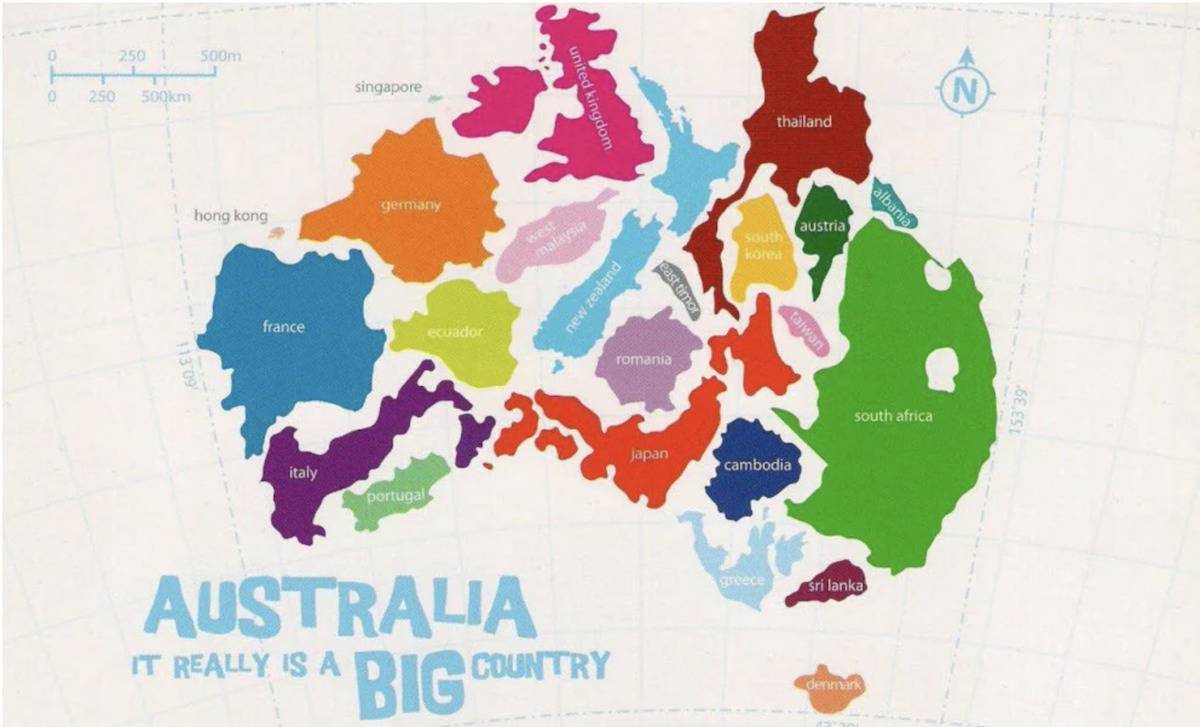 0 250 500m
0 250 500km
singapore
united kingdom
thailand
N
germany
hong kong
west
malaysia
south
korea
austria
albania
new zealand
east timor
france
ecuador
romania
taiwan
113°09'
153°39'
south africa
italy
portugal
japan
cambodia
greece
sri lanka
AUSTRALIA
IT REALLY IS A BIG COUNTRY
denmark